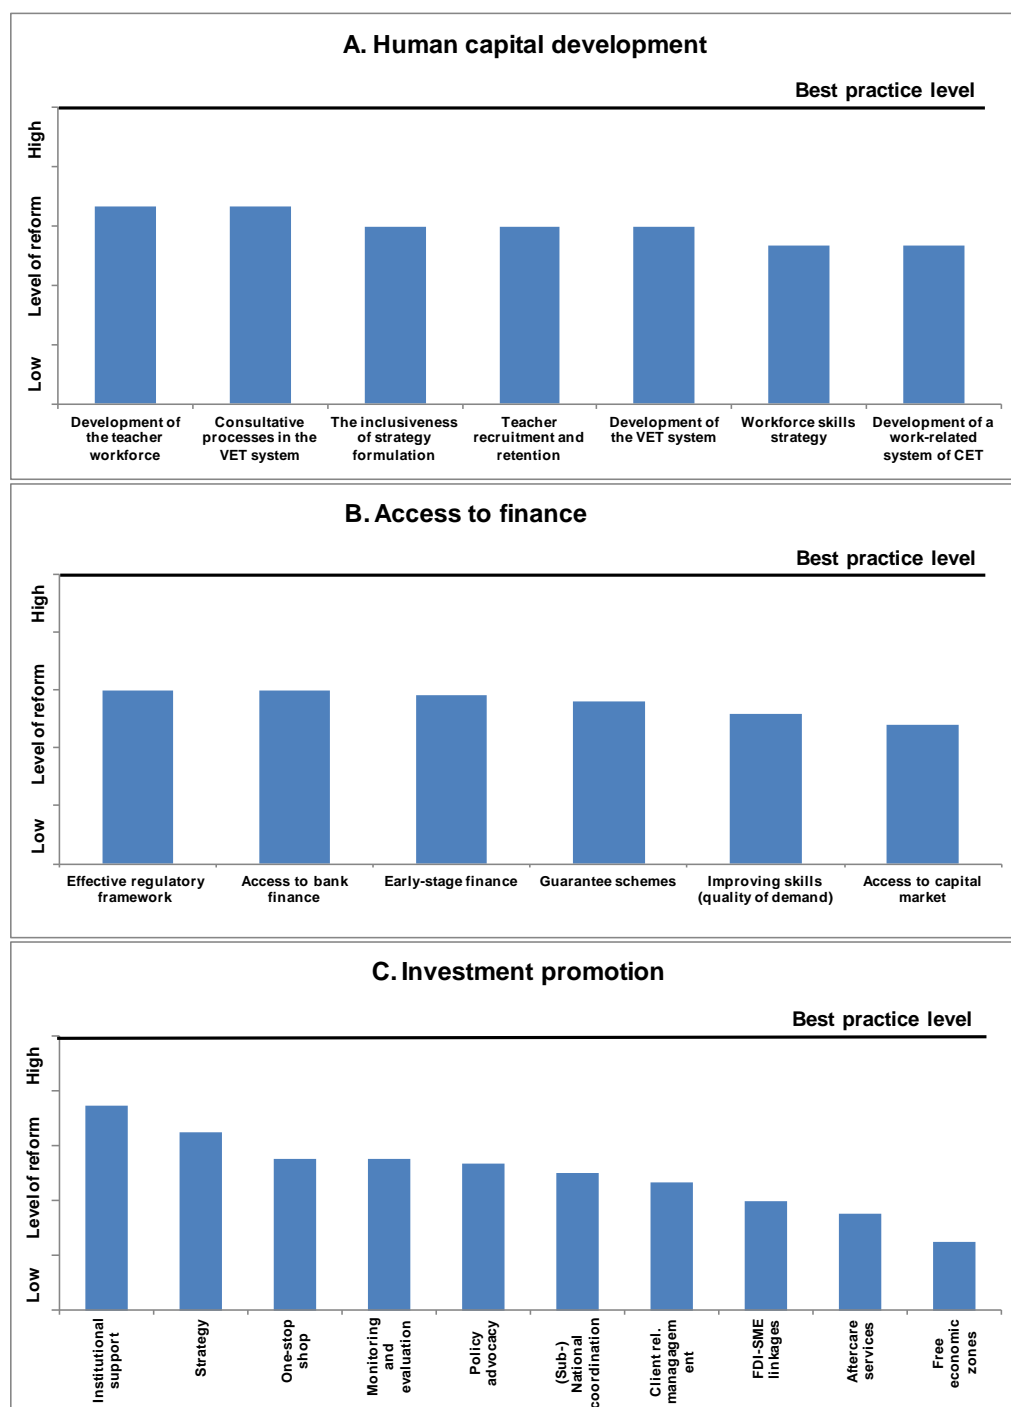 A. Human capital development
Best practice level
High
Level of reform
Low
Development of
the teacher
workforce
Consultative
processes in the
VET system
The inclusiveness
of strategy
formulation
Teacher
recruitment and
retention
Development of
the VET system
Workforce skills
strategy
Development of a
work-related
system of CET
B. Access to finance
Best practice level
High
Level of reform
Low
Effective regulatory
framework
Access to bank
finance
Early-stage finance
Guarantee schemes
Improving skills
(quality of demand)
Access to capital
market
C. Investment promotion
Best practice level
High
Level of reform
Low
Institutional
support
Strategy
One-stop
shop
Monitoring
and
evaluation
Policy
advocacy
(Sub-)
National
coordination
Client rel.
managagem
ent
FDI-SME
linkages
Aftercare
services
Free
economic
zones